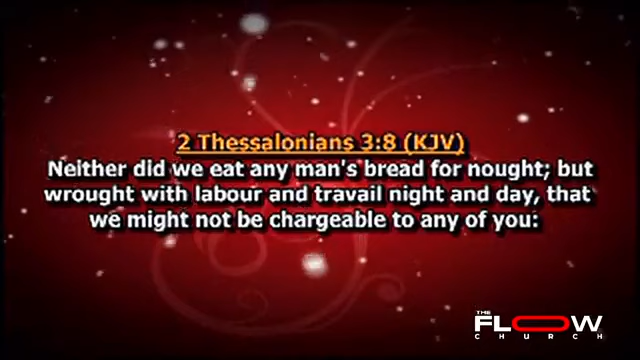 2 Thessalonians 3:8 (KJV)
Neither did we eat any man's bread for nought; but
wrought with labour and travail night and day, that
we might not be chargeable to any of you:
THE
FLOW
CHURCH